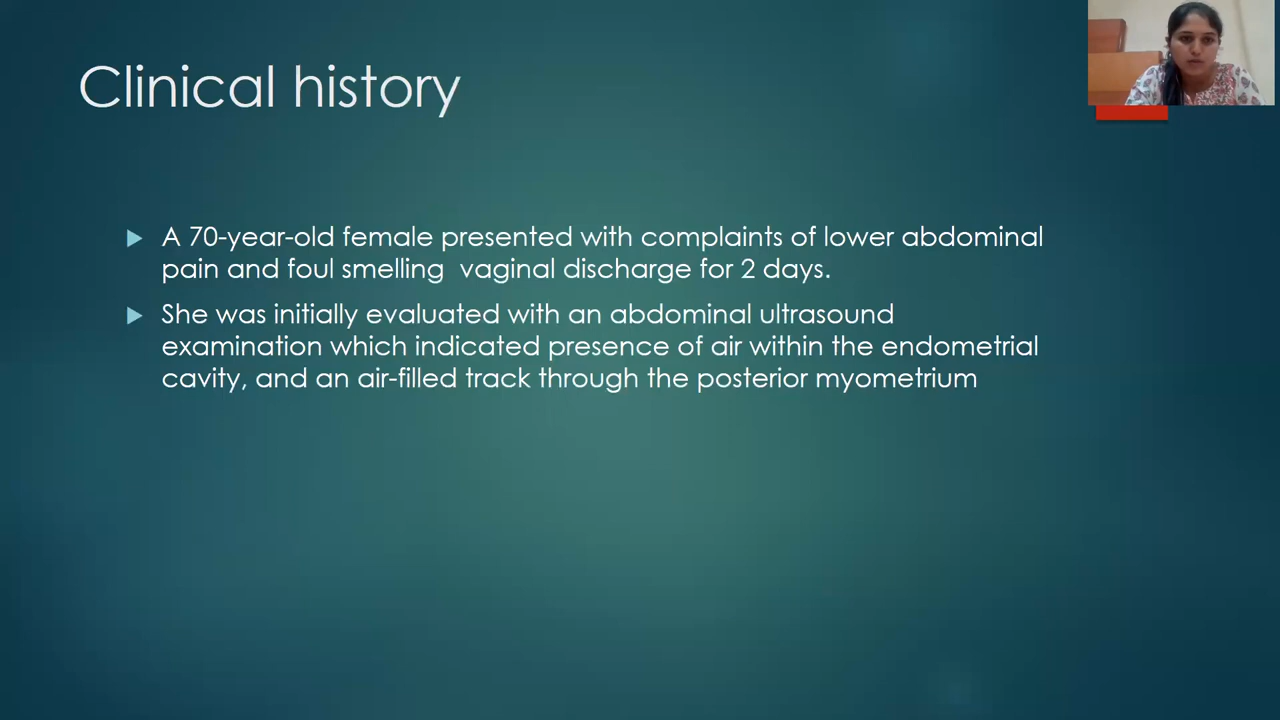 Clinical history
A 70-year-old female presented with complaints of lower abdominal
pain and foul smelling  vaginal discharge for 2 days.
She was initially evaluated with an abdominal ultrasound
examination which indicated presence of air within the endometrial
cavity, and an air-filled track through the posterior myometrium